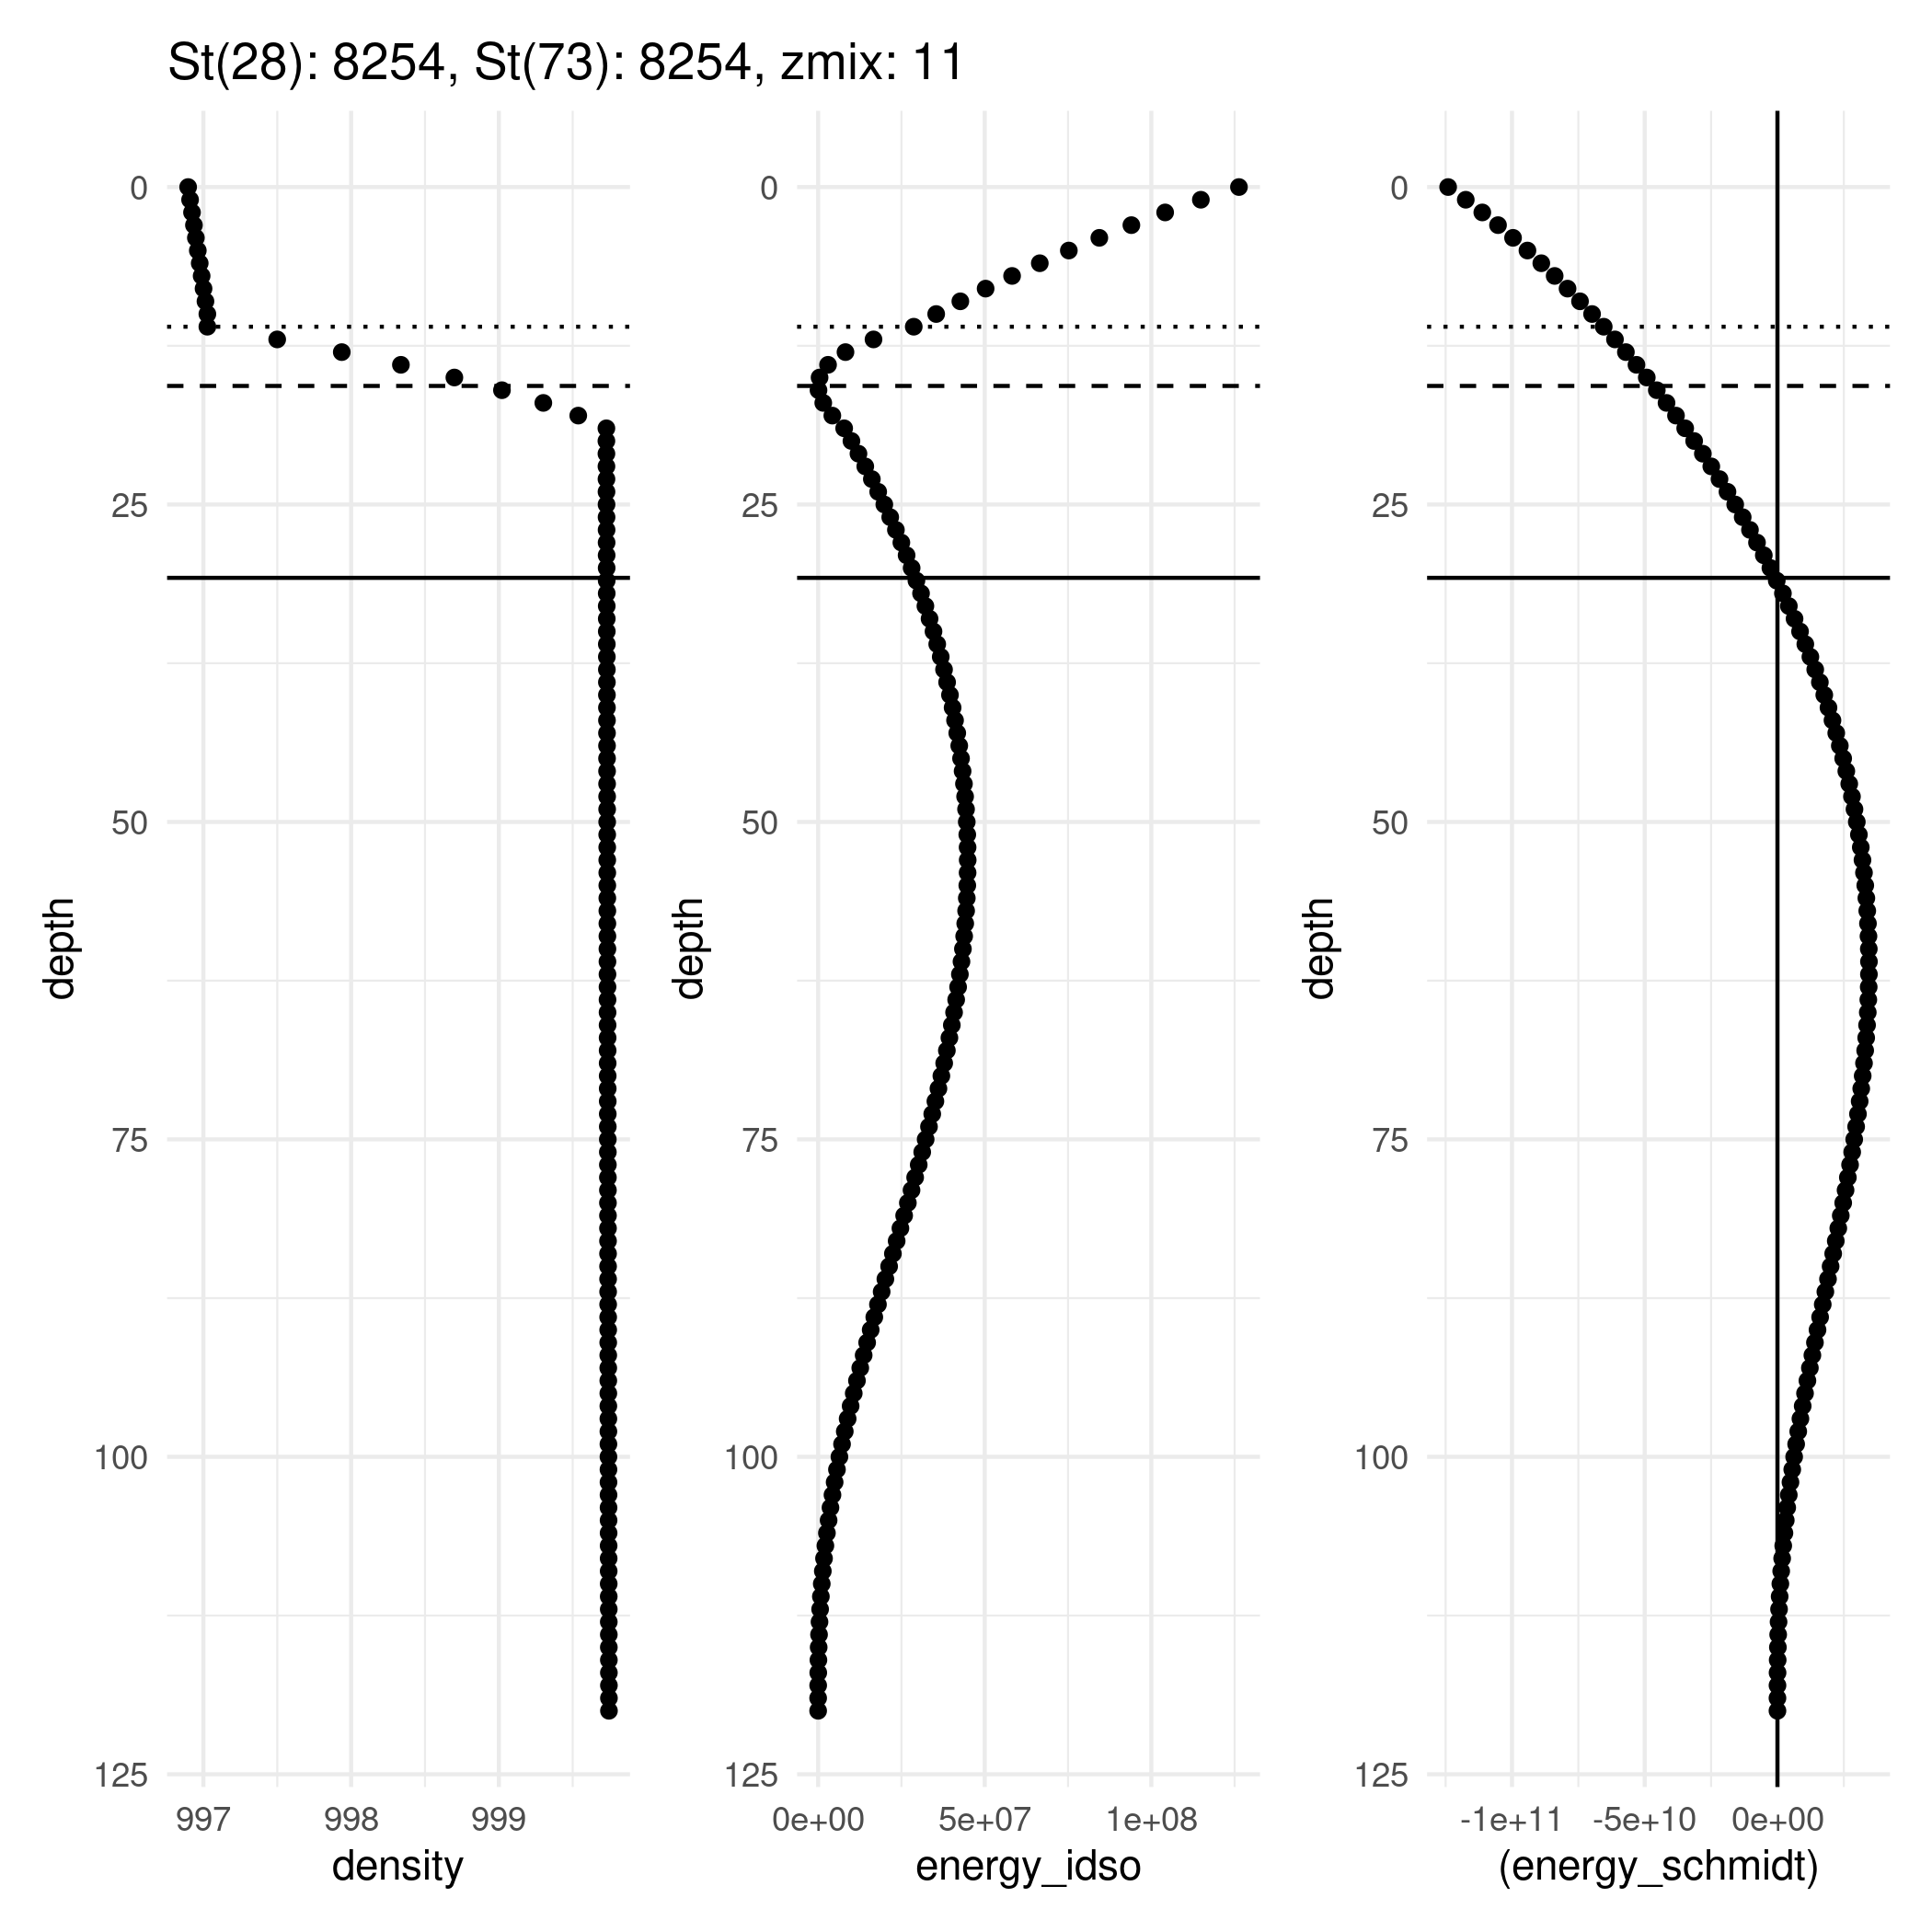 St(28): 8254, St(73): 8254, zmix: 11
depth
0
25
50
75
100
125
997 998 999
density
depth
0
25
50
75
100
125
0e+00 5e+07 1e+08
energy_idso
depth
0
25
50
75
100
125
-1e+11 -5e+10 0e+00
(energy_schmidt)